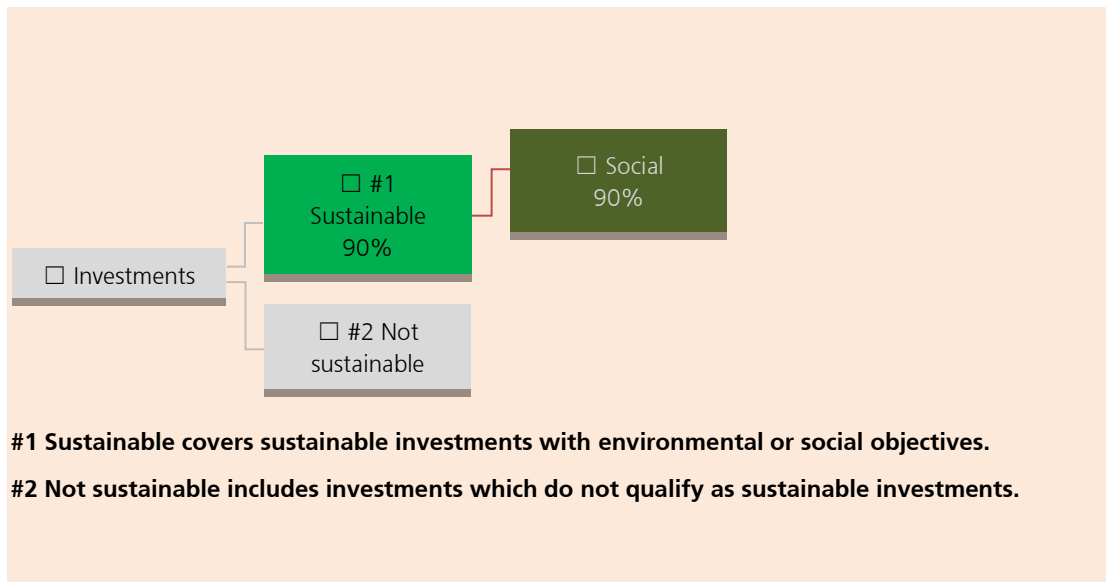 ☐ Social
90%
☐ #1
Sustainable
90%
☐ Investments
☐ #2 Not
sustainable
#1 Sustainable covers sustainable investments with environmental or social objectives.
#2 Not sustainable includes investments which do not qualify as sustainable investments.